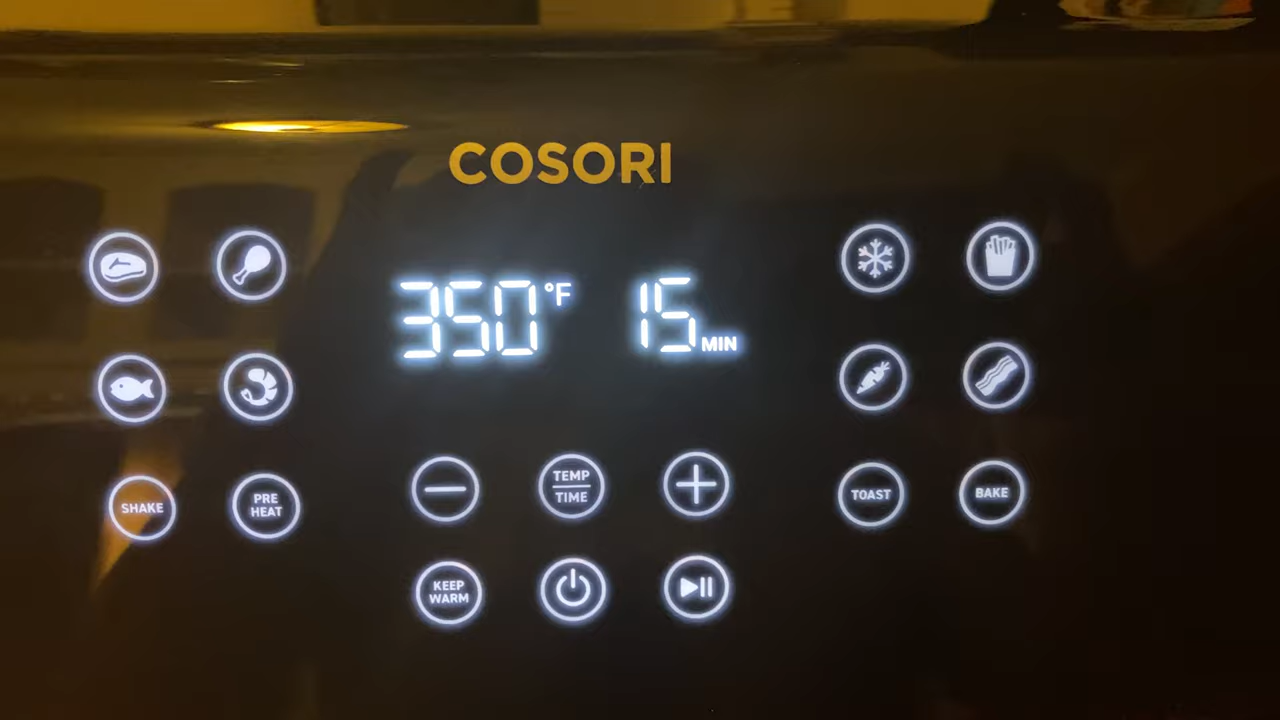 COSORI
350°F 15 MIN
TEMP
TIME
SHAKE
PRE
HEAT
TOAST
BAKE
KEEP
WARM